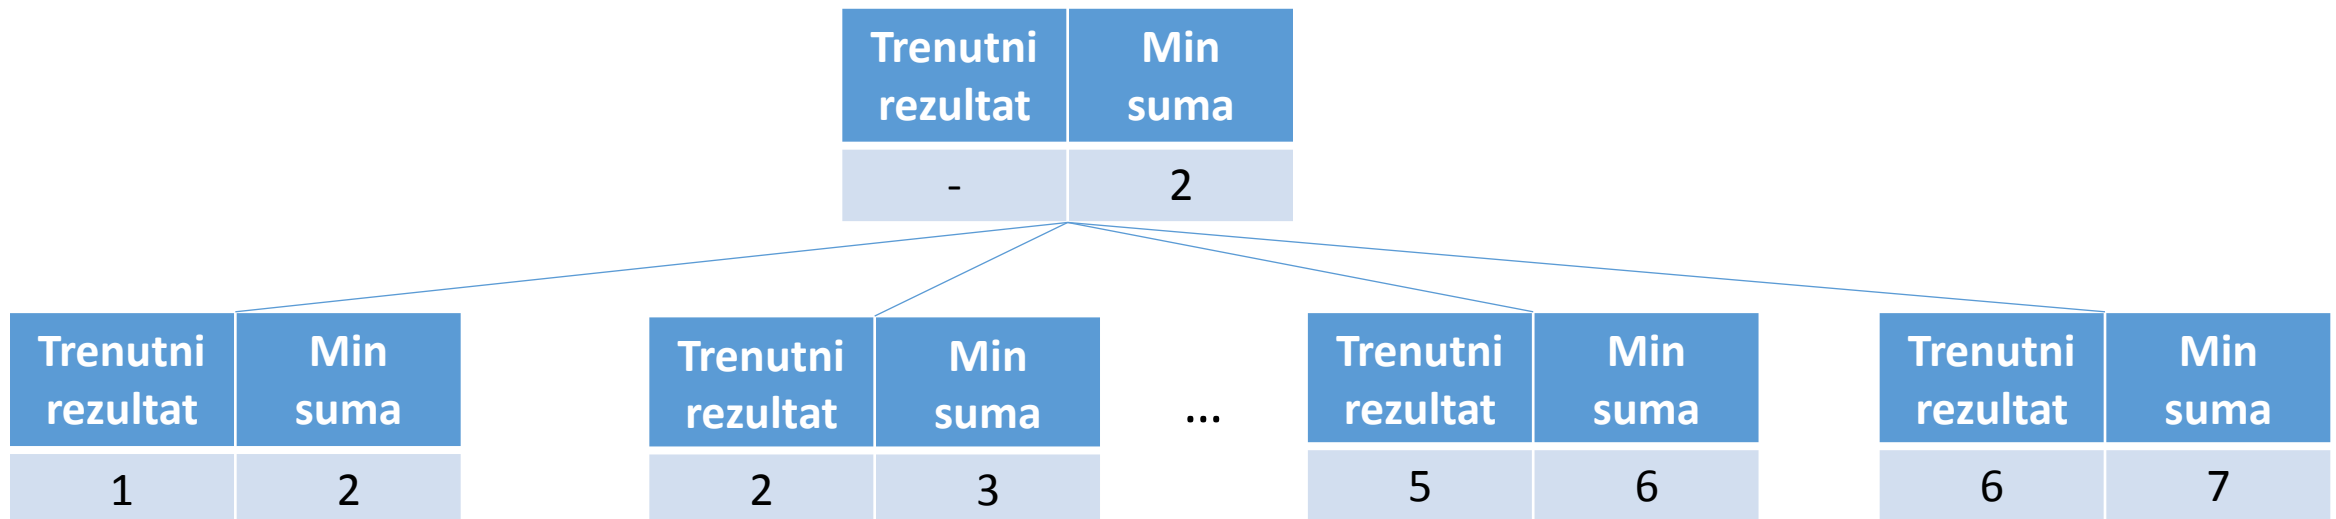 Trenutni rezultat
Min suma
-
2
Trenutni rezultat
Min suma
1
2
Trenutni rezultat
Min suma
2
3
...
Trenutni rezultat
Min suma
5
6
Trenutni rezultat
Min suma
6
7